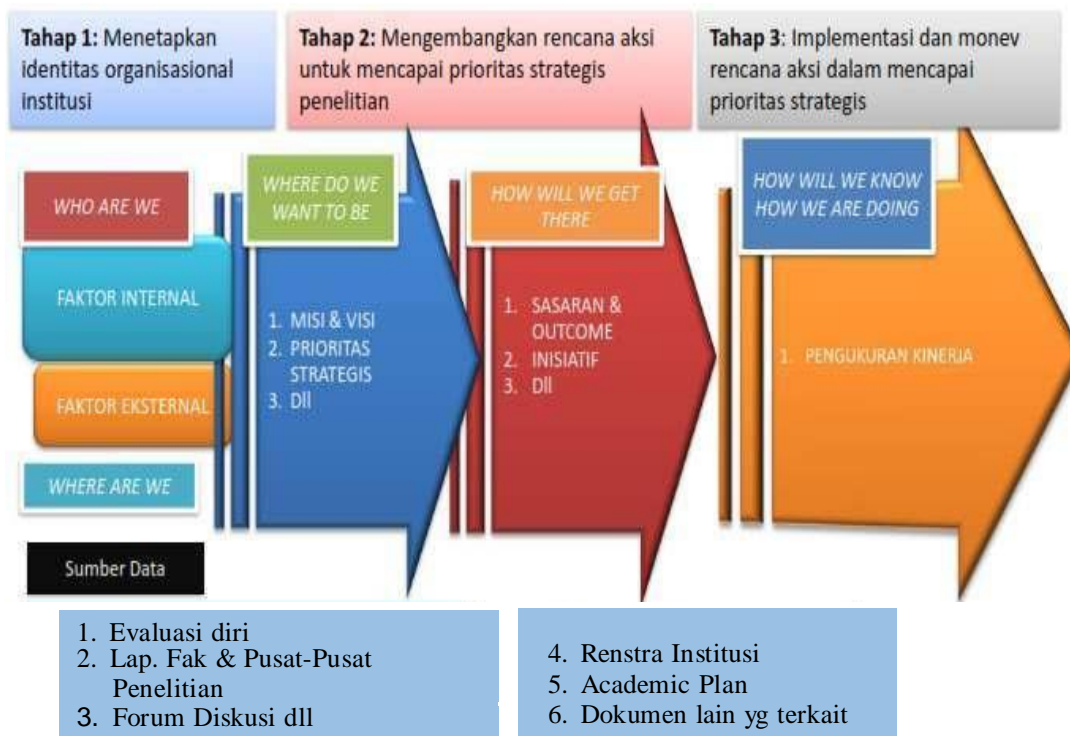 Tahap 1: Menetapkan
identitas organisasional
institusi
Tahap 2: Mengembangkan rencana aksi
untuk mencapai prioritas strategis
penelitian
Tahap 3: Implementasi dan monev
rencana aksi dalam mencapai
prioritas strategis
WHO ARE WE
FAKTOR INTERNAL
FAKTOR EKSTERNAL
WHERE ARE WE
Sumber Data
WHERE DO WE
WANT TO BE
1. MISI & VISI
2. PRIORITAS
STRATEGIS
3. Dll
HOW WILL WE GET
THERE
1. SASARAN &
OUTCOME
2. INISIATIF
3. Dll
HOW WILL WE KNOW
HOW WE ARE DOING
1. PENGUKURAN KINERJA
1. Evaluasi diri
2. Lap. Fak & Pusat-Pusat
Penelitian
3. Forum Diskusi dll
4. Renstra Institusi
5. Academic Plan
6. Dokumen lain yg terkait